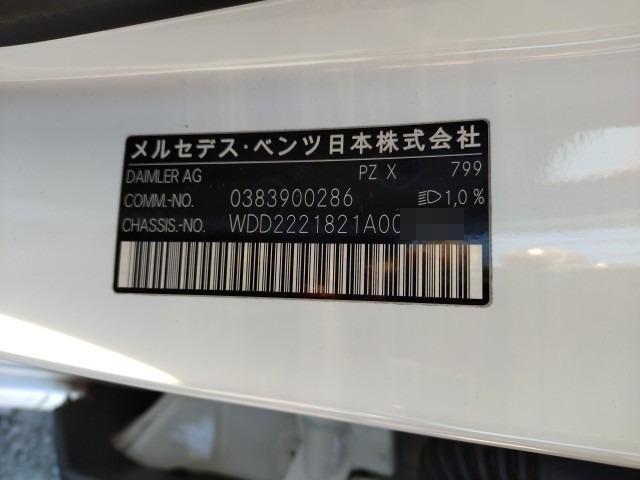 メルセデス・ベンツ日本株式会社
DAIMLER AG PZ X 799
COMM.-NO. 0383900286 1,0 %
CHASSIS.-NO. WDD2221821A00